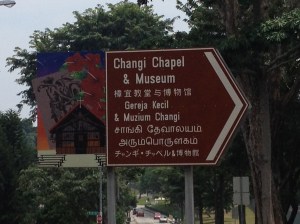 Changi Chapel
& Museum
樟宜教堂与博物馆
Gereja Kecil
& Muzium Changi
சாங்கி தேவாலயம்
அரும்பொருளகம்
チャンギ・チャペル&博物館